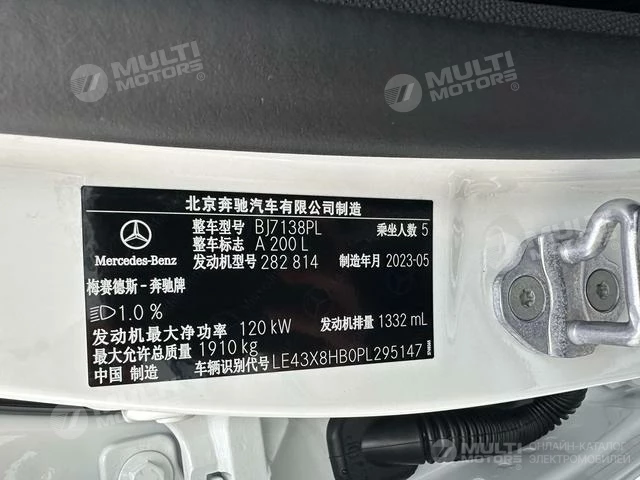 MULTI MOTORS®
MULTI MOTORS®
北京奔驰汽车有限公司制造
整车型号 BJ7138PL 乘坐人数 5
整车标志 A 200 L
发动机型号 282 814 制造年月 2023-05
Mercedes-Benz
梅赛德斯-奔驰牌
1.0 %
发动机最大净功率 120 kW 发动机排量 1332 mL
最大允许总质量 1910 kg
中国 制造 车辆识别代号 LE43X8HB0PL295147
MULTI MOTORS
ОНЛАЙН-КАТАЛОГ
ЭЛЕКТРОМОБИЛЕЙ